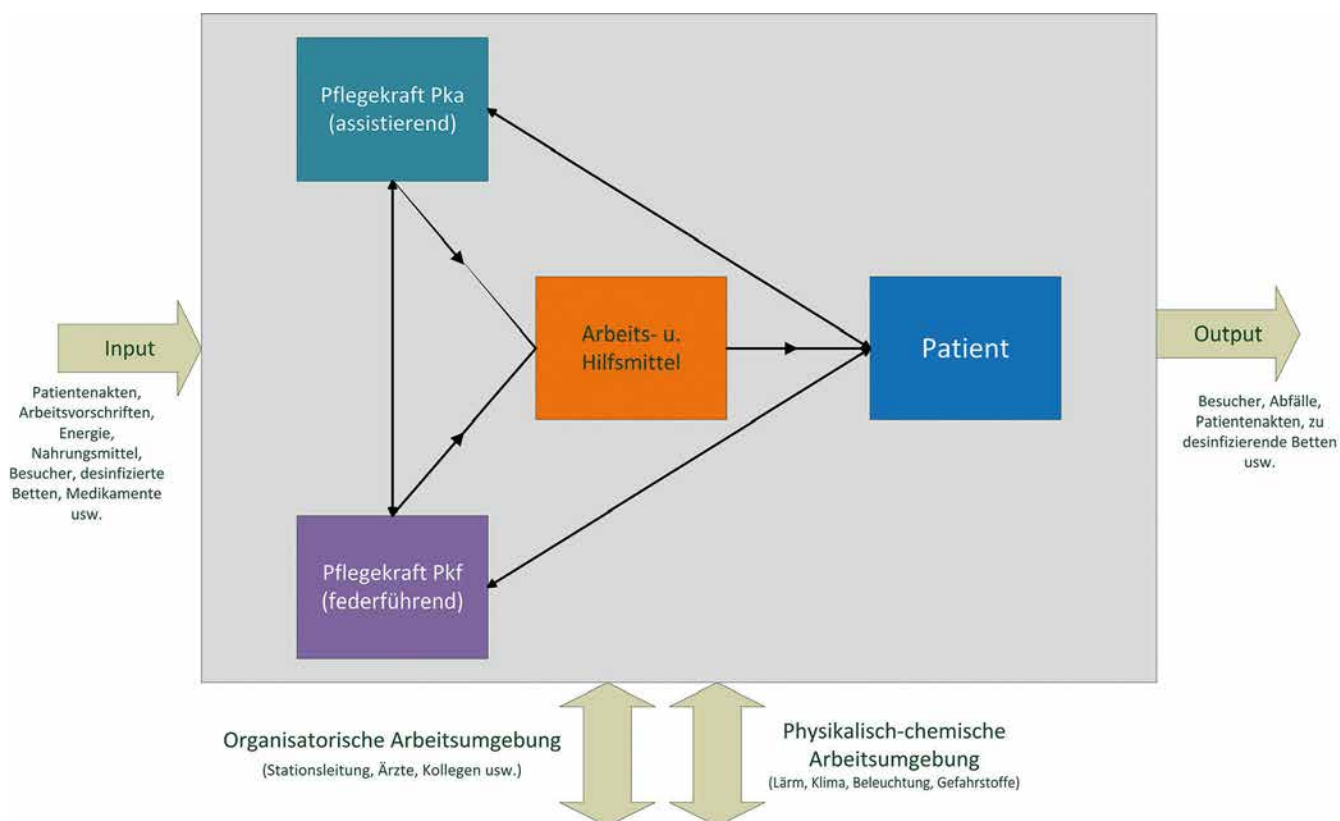 Pflegekraft Pka
(assistierend)
Input
Patientenakten,
Arbeitsvorschriften,
Energie,
Nahrungsmittel,
Besucher, desinfizierte
Betten, Medikamente
usw.
Arbeits- u.
Hilfsmittel
Patient
Output
Besucher, Abfälle,
Patientenakten, zu
desinfizierende Betten
usw.
Pflegekraft Pkf
(federführend)
Organisatorische Arbeitsumgebung
(Stationsleitung, Ärzte, Kollegen usw.)
Physikalisch-chemische
Arbeitsumgebung
(Lärm, Klima, Beleuchtung, Gefahrstoffe)